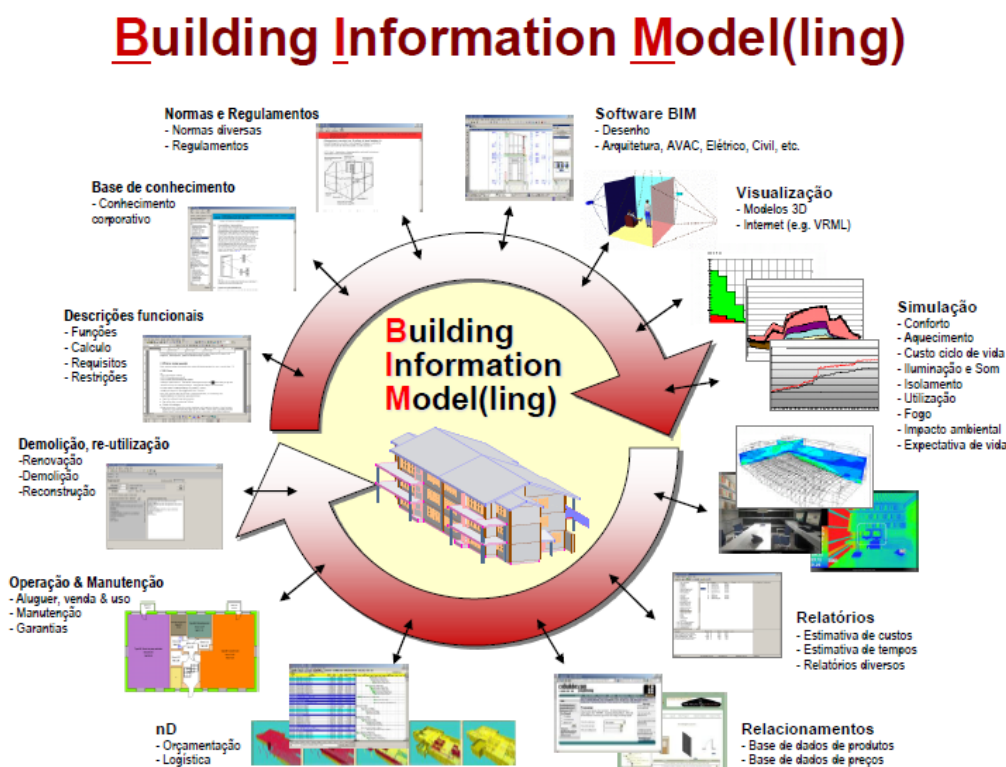 Building Information Model(ling)
Normas e Regulamentos
- Normas diversas
- Regulamentos
Software BIM
- Desenho
- Arquitetura, AVAC, Elétrico, Civil, etc.
Base de conhecimento
- Conhecimento
corporativo
Visualização
- Modelos 3D
- Internet (e.g. VRML)
Descrições funcionais
- Funções
- Calculo
- Requisitos
- Restrições
Building
Information
Model(ling)
Simulação
- Conforto
- Aquecimento
- Custo ciclo de vida
- Iluminação e Som
- Isolamento
- Utilização
- Fogo
- Impacto ambiental
- Expectativa de vida
Demolição, re-utilização
-Renovação
-Demolição
-Reconstrução
Operação & Manutenção
- Aluguer, venda & uso
- Manutenção
- Garantias
Relatórios
- Estimativa de custos
- Estimativa de tempos
- Relatórios diversos
nD
- Orçamentação
- Logística
Relacionamentos
- Base de dados de produtos
- Base de dados de preços